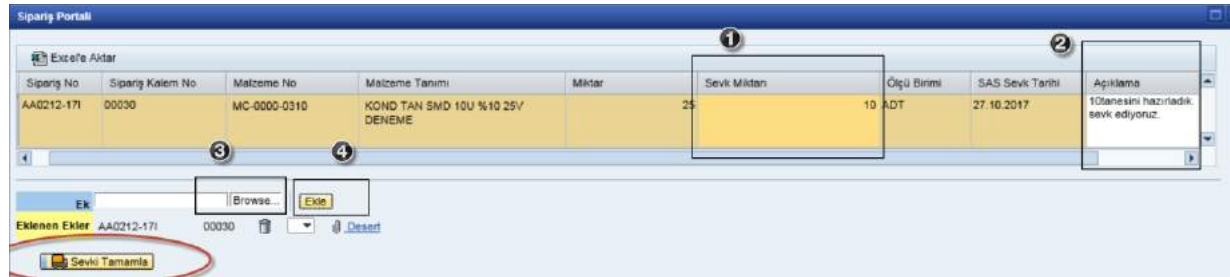 Sipariş Portali
1
2
Excel'e Aktar
Sipariş No Sipariş Kalem No Malzeme No Malzeme Tanımı Miktar Sevk Miktarı Ölçü Birimi SAS Sevk Tarihi Açıklama
AA0212-17I 00030 MC-0000-0310 KOND TAN SMD 10U %10 25V 25 10 ADT 27.10.2017 10tanesini hazırladık.
DENEME sevk ediyoruz.
3
4
Ek Browse... Ekle
Eklenen Ekler AA0212-17I 00030 Desert
Sevki Tamamla